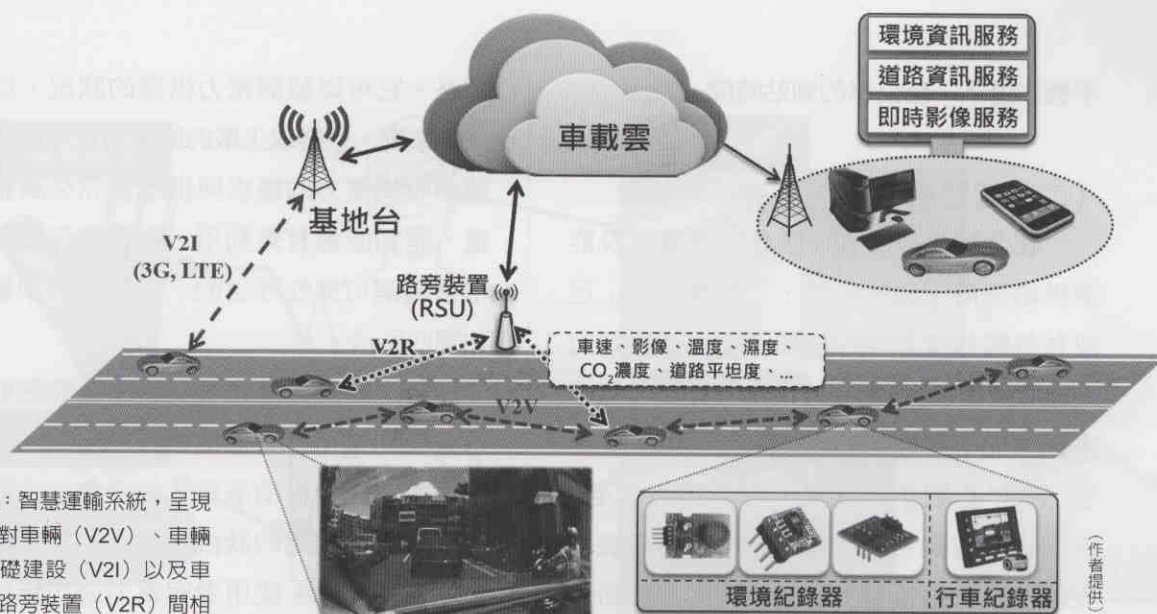 環境資訊服務
道路資訊服務
即時影像服務
車載雲
基地台
V2I
(3G, LTE)
路旁裝置
(RSU)
V2R
車速、影像、溫度、濕度、
CO₂濃度、道路平坦度、...
V2V
：智慧運輸系統，呈現
對車輛（V2V）、車輛
礎建設（V2I）以及車
路旁裝置（V2R）間相
環境紀錄器
行車紀錄器
（作者提供）